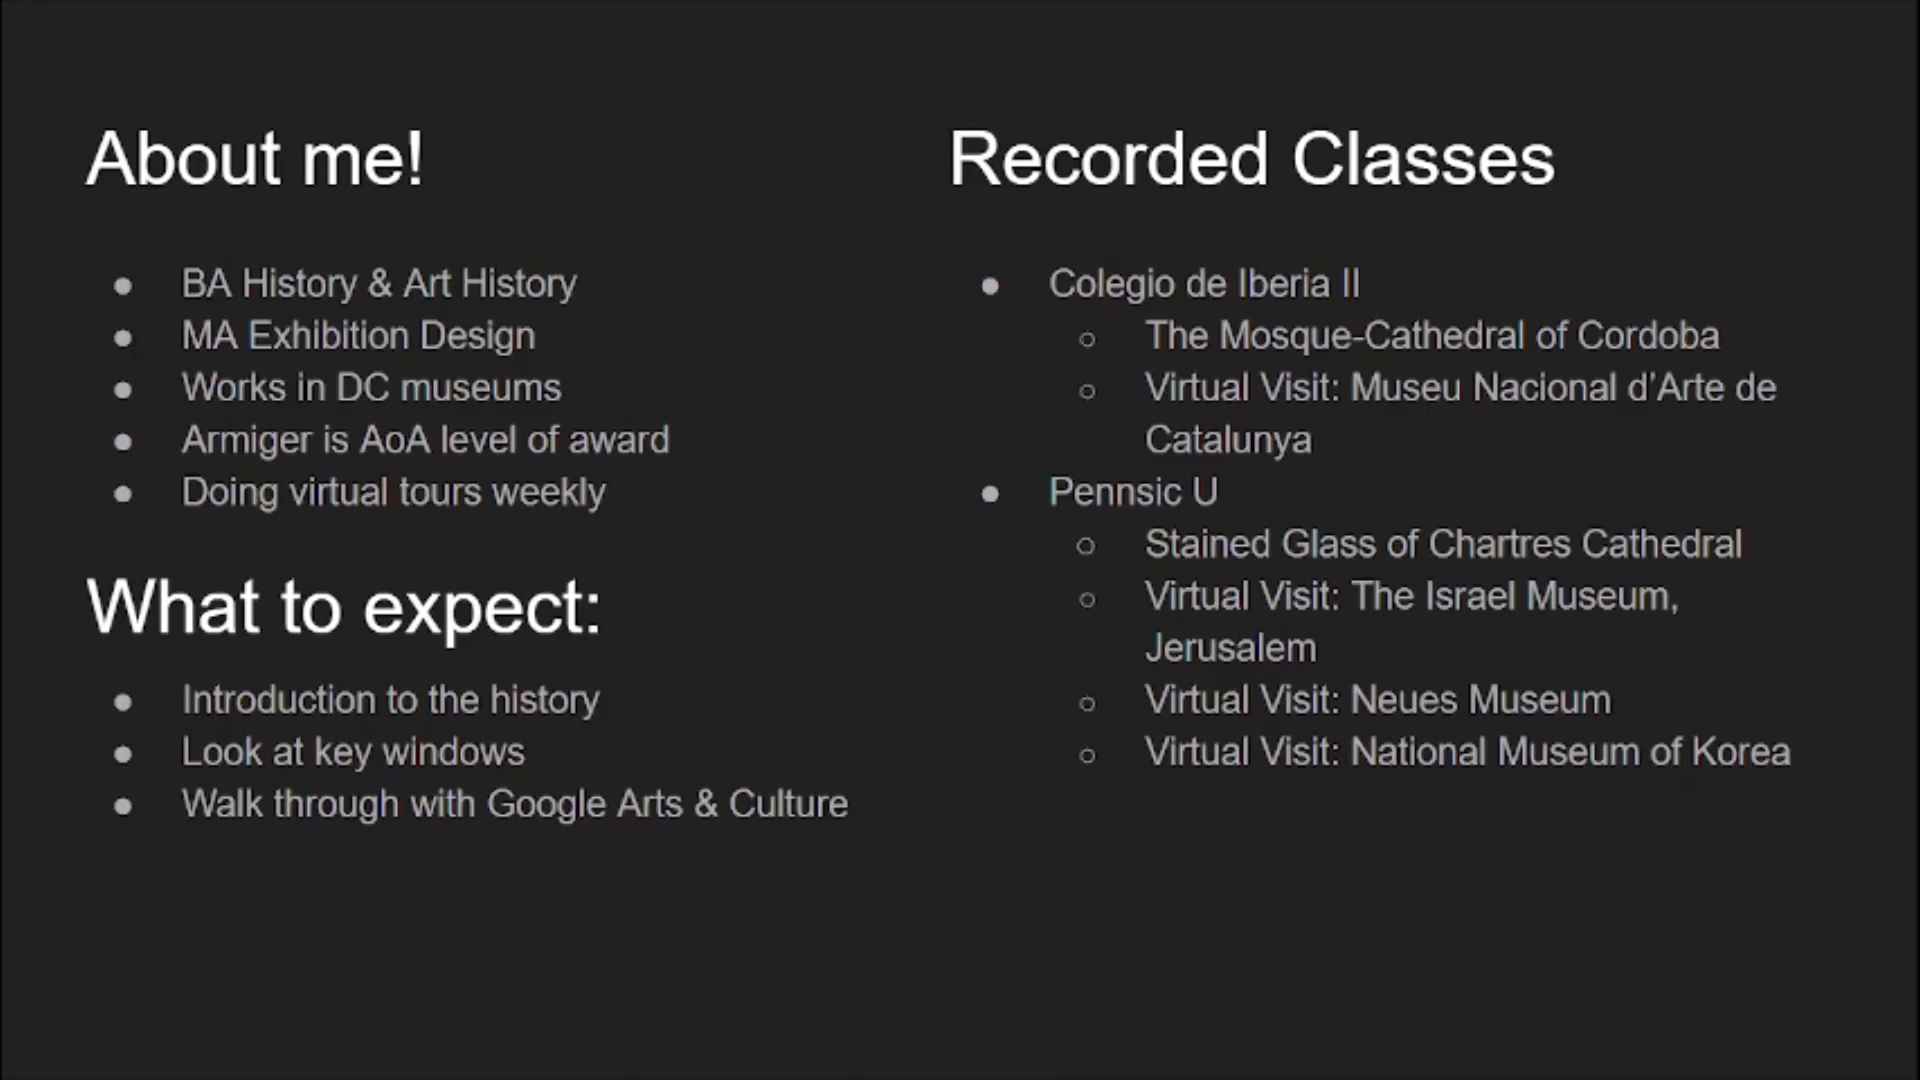 About me!
BA History & Art History
MA Exhibition Design
Works in DC museums
Armiger is AoA level of award
Doing virtual tours weekly
What to expect:
Introduction to the history
Look at key windows
Walk through with Google Arts & Culture
Recorded Classes
Colegio de Iberia II
The Mosque-Cathedral of Cordoba
Virtual Visit: Museu Nacional d'Arte de
Catalunya
Pennsic U
Stained Glass of Chartres Cathedral
Virtual Visit: The Israel Museum,
Jerusalem
Virtual Visit: Neues Museum
Virtual Visit: National Museum of Korea